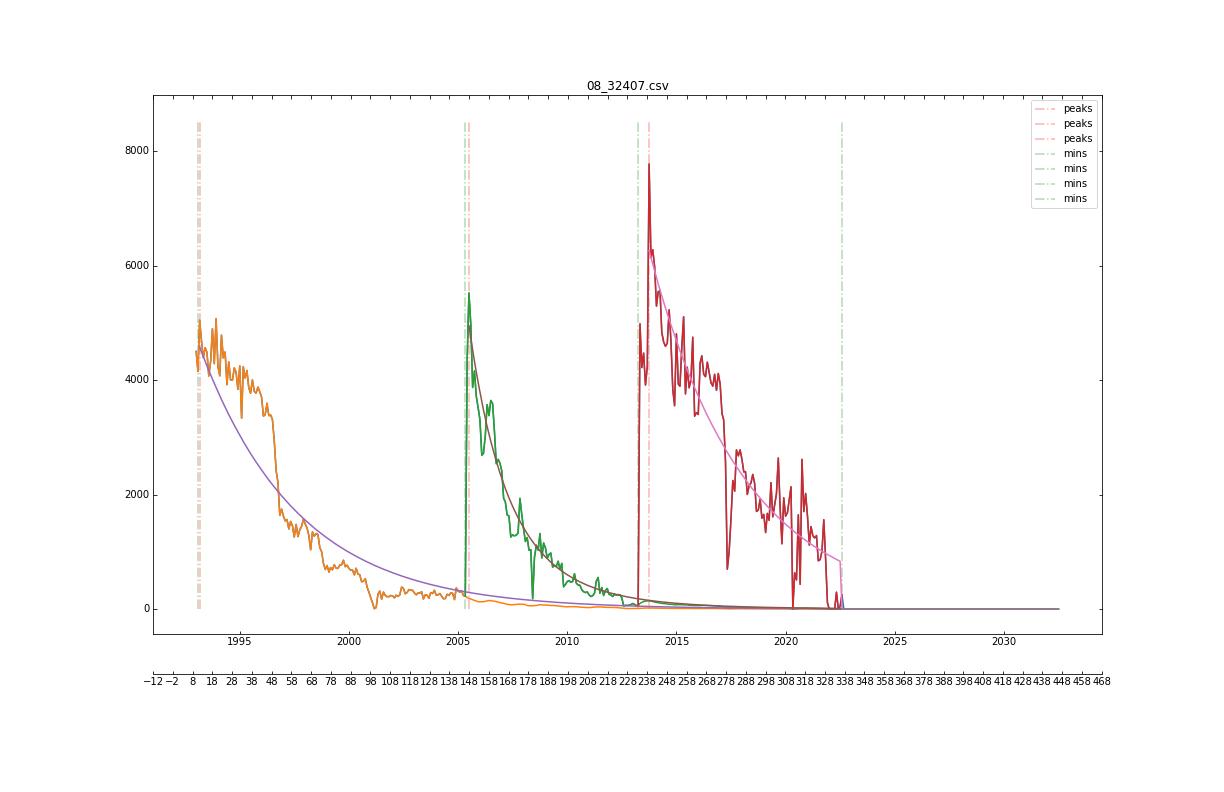 08_32407.csv
peaks
peaks
peaks
mins
mins
mins
mins
8000
6000
4000
2000
0
1995 2000 2005 2010 2015 2020 2025 2030
−12 −2 8 18 28 38 48 58 68 78 88 98 108 118 128 138 148 158 168 178 188 198 208 218 228 238 248 258 268 278 288 298 308 318 328 338 348 358 368 378 388 398 408 418 428 438 448 458 468